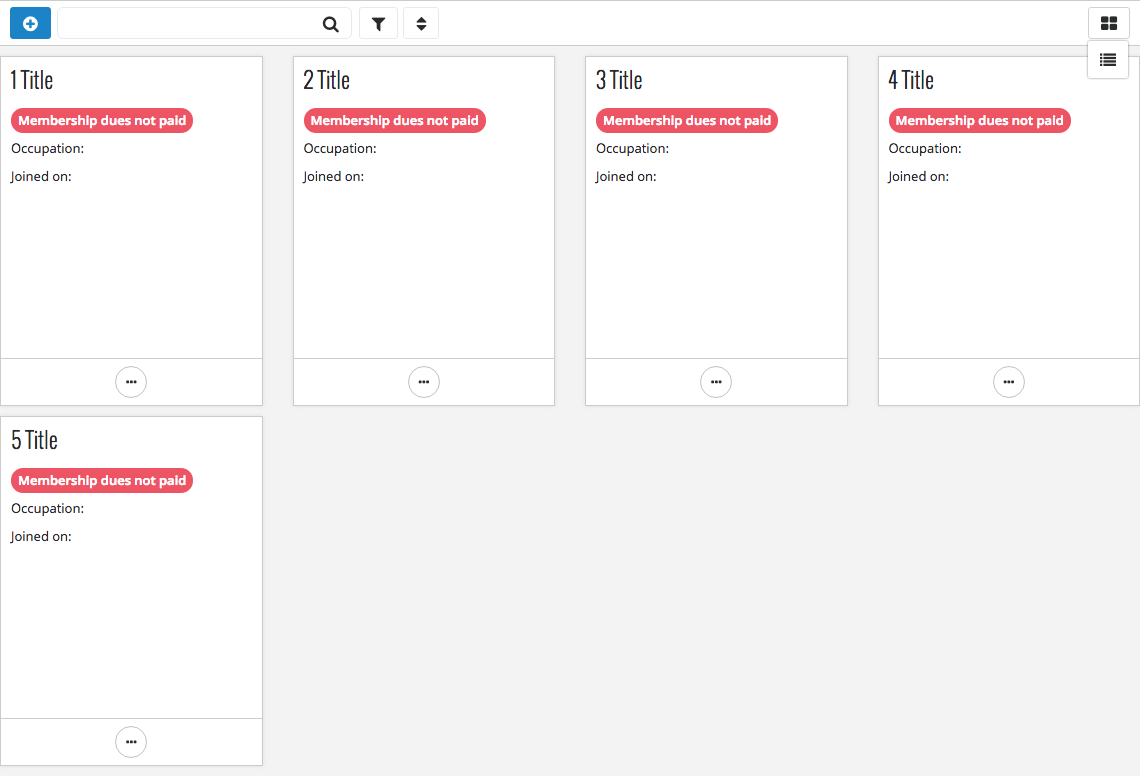 1 Title
Membership dues not paid
Occupation:
Joined on:
2 Title
Membership dues not paid
Occupation:
Joined on:
3 Title
Membership dues not paid
Occupation:
Joined on:
4 Title
Membership dues not paid
Occupation:
Joined on:
5 Title
Membership dues not paid
Occupation:
Joined on: